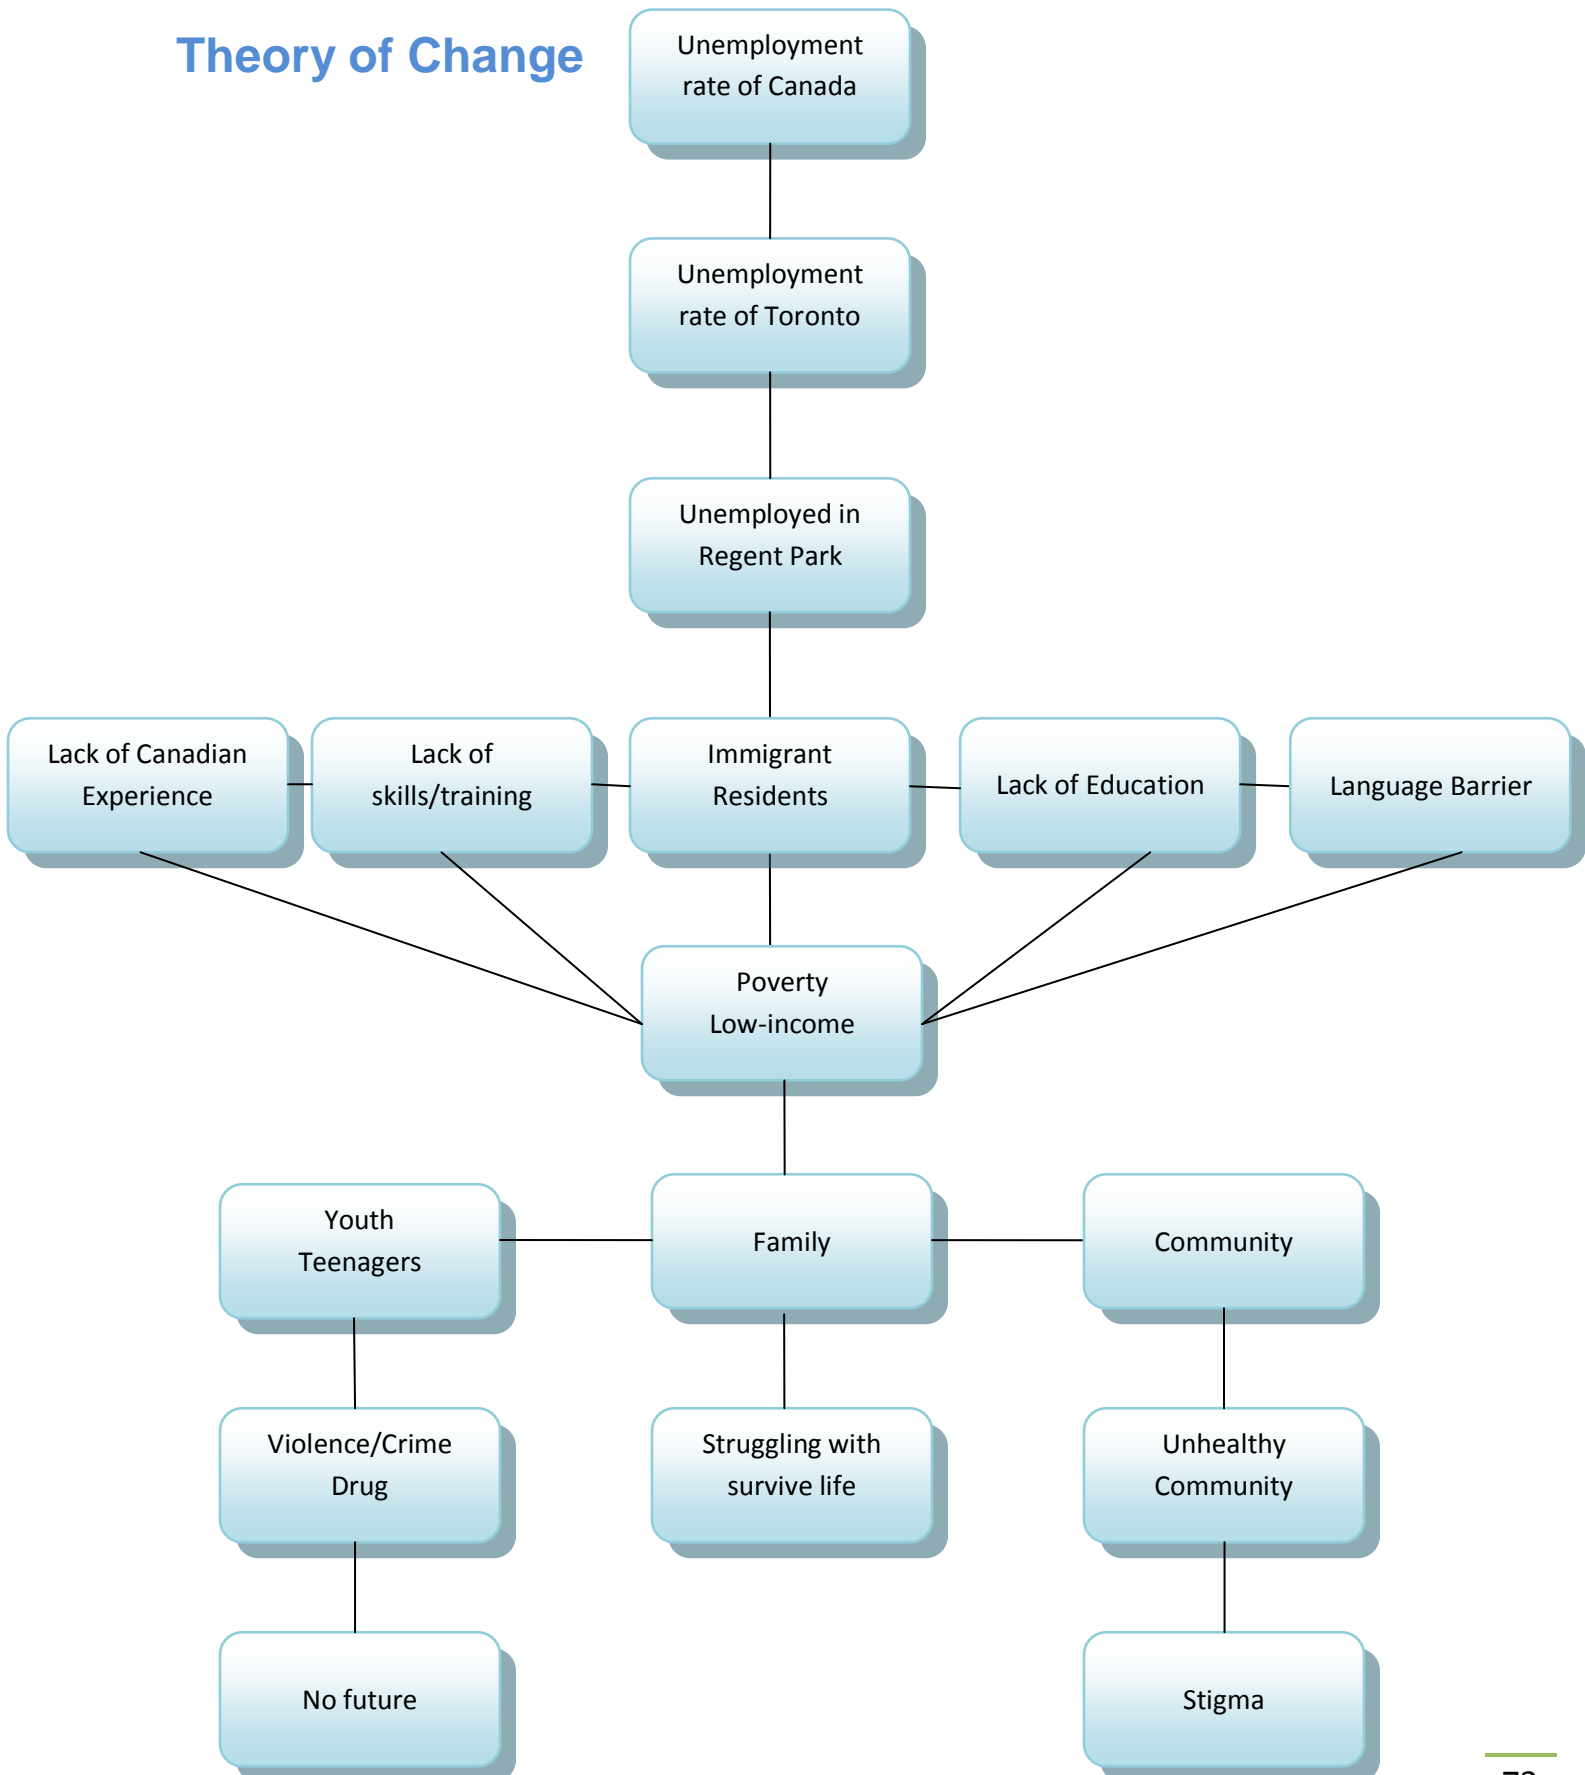 Theory of Change
Unemployment
rate of Canada
Unemployment
rate of Toronto
Unemployed in
Regent Park
Lack of Canadian
Experience
Lack of
skills/training
Immigrant
Residents
Lack of Education
Language Barrier
Poverty
Low-income
Youth
Teenagers
Family
Community
Violence/Crime
Drug
Struggling with
survive life
Unhealthy
Community
No future
Stigma